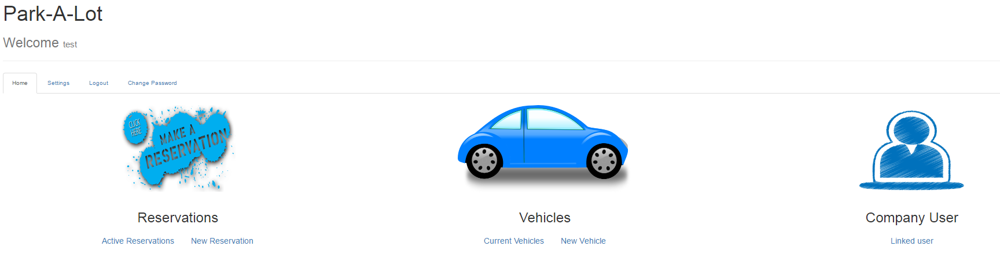 Park-A-Lot
Welcome test
Home Settings Logout Change Password
CLICK
HERE
MAKE A
RESERVATION
Reservations Vehicles Company User
Active Reservations New Reservation Current Vehicles New Vehicle Linked user